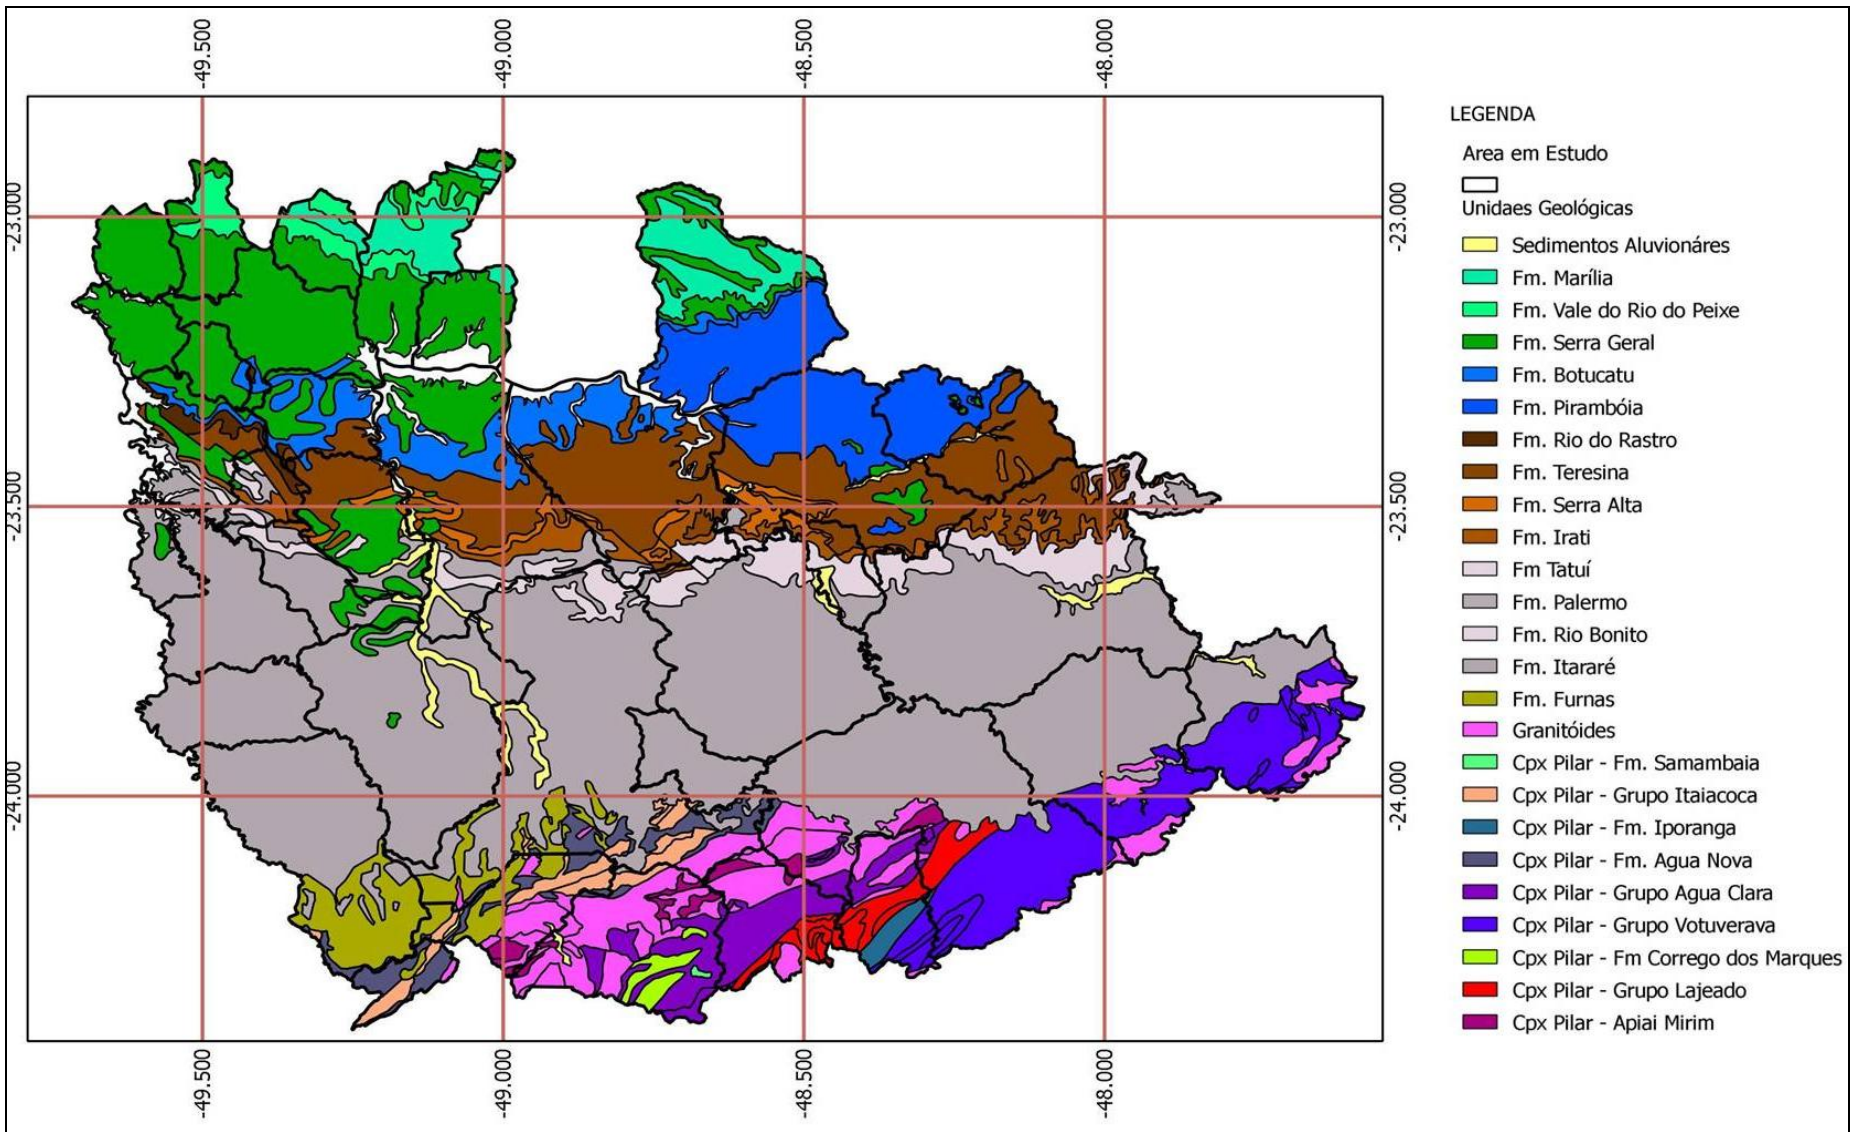 -49.500
-49.000
-48.500
-48.000
-23.000
-23.500
-24.000
-23.000
-23.500
-24.000
-49.500
-49.000
-48.500
-48.000
LEGENDA
Area em Estudo
Unidaes Geológicas
Sedimentos Aluvionáres
Fm. Marília
Fm. Vale do Rio do Peixe
Fm. Serra Geral
Fm. Botucatu
Fm. Pirambóia
Fm. Rio do Rastro
Fm. Teresina
Fm. Serra Alta
Fm. Irati
Fm Tatuí
Fm. Palermo
Fm. Rio Bonito
Fm. Itararé
Fm. Furnas
Granitóides
Cpx Pilar - Fm. Samambaia
Cpx Pilar - Grupo Itaiacoca
Cpx Pilar - Fm. Iporanga
Cpx Pilar - Fm. Agua Nova
Cpx Pilar - Grupo Agua Clara
Cpx Pilar - Grupo Votuverava
Cpx Pilar - Fm Corrego dos Marques
Cpx Pilar - Grupo Lajeado
Cpx Pilar - Apiai Mirim